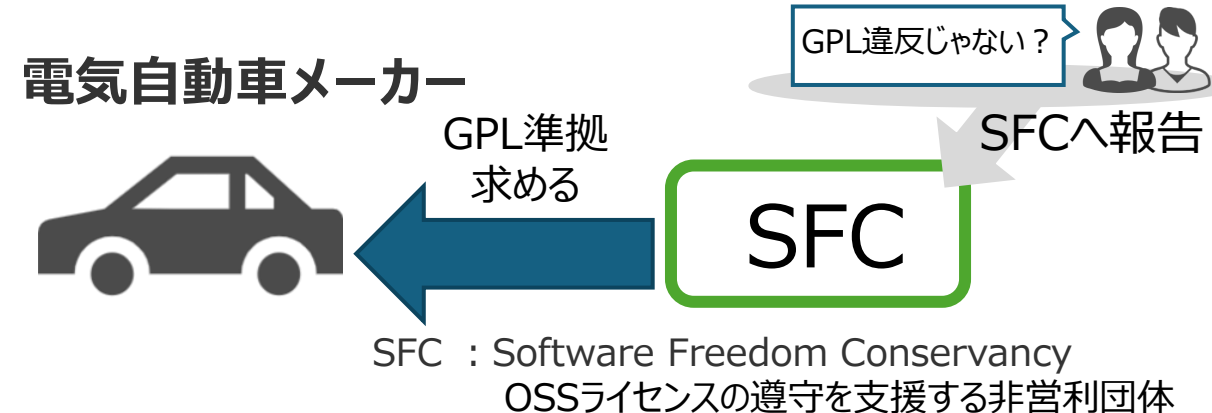 GPL違反じゃない？
電気自動車メーカー
GPL準拠
求める
SFCへ報告
SFC
SFC ：Software Freedom Conservancy
OSSライセンスの遵守を支援する非営利団体